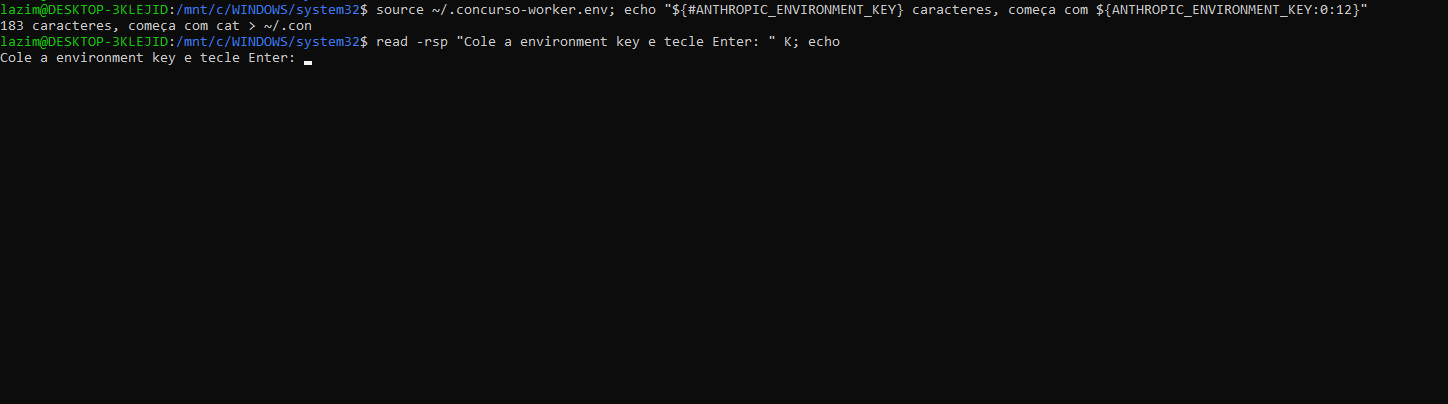 lazim@DESKTOP-3KLEJID:/mnt/c/WINDOWS/system32$ source ~/.concurso-worker.env; echo "${#ANTHROPIC_ENVIRONMENT_KEY} caracteres, começa com ${ANTHROPIC_ENVIRONMENT_KEY:0:12}"
183 caracteres, começa com cat > ~/.con
lazim@DESKTOP-3KLEJID:/mnt/c/WINDOWS/system32$ read -rsp "Cole a environment key e tecle Enter: " K; echo
Cole a environment key e tecle Enter: